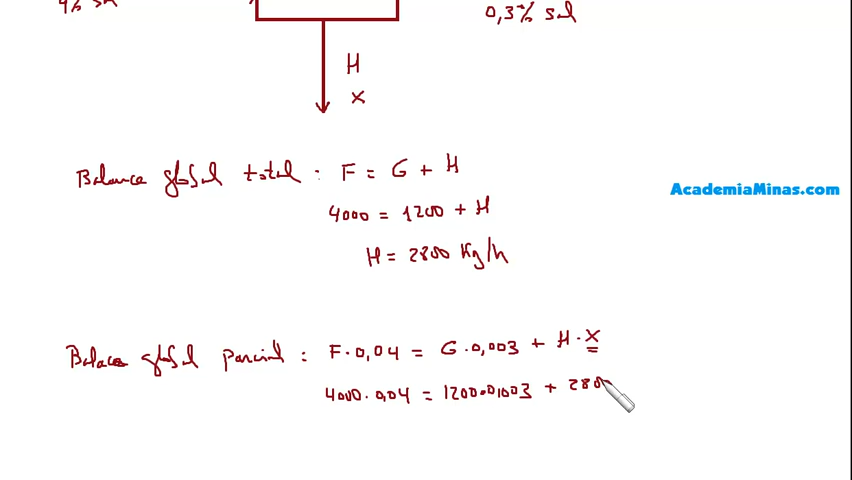 4% sal
0,3% sal
H
x
Balance global total : F = G + H
AcademiaMinas.com
4000 = 1200 + H
H = 2800 Kg/h
Balace global parcial : F·0,04 = G·0,003 + H·X
4000·0,04 = 1200·0,003 + 280